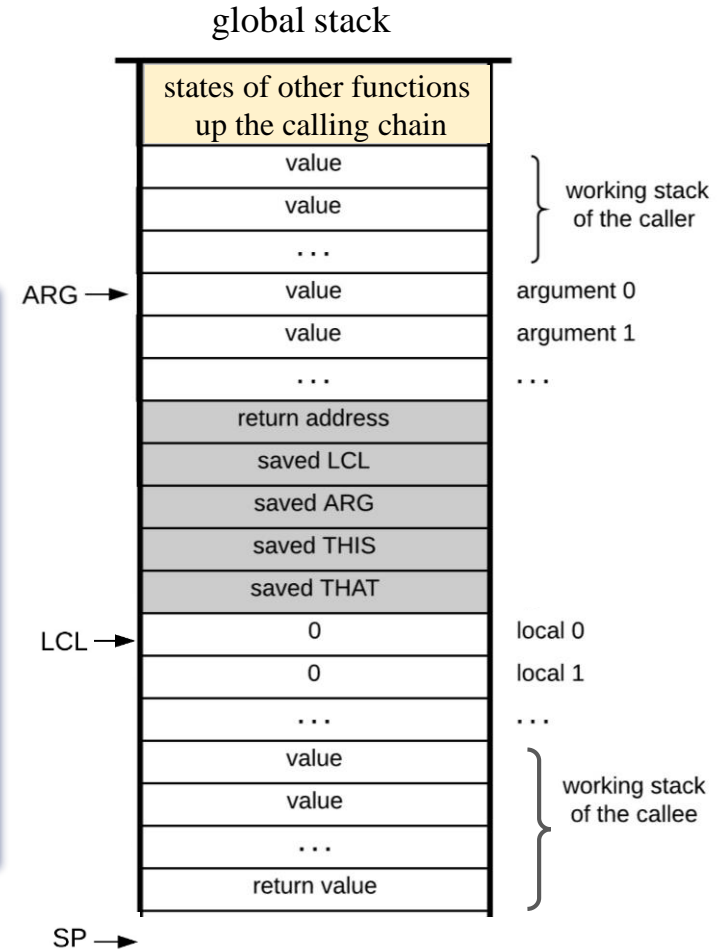 global stack
states of other functions
up the calling chain
value
value
...
working stack
of the caller
ARG
value
argument 0
value
argument 1
...
...
return address
saved LCL
saved ARG
saved THIS
saved THAT
LCL
0
local 0
0
local 1
...
...
value
value
...
return value
working stack
of the callee
SP